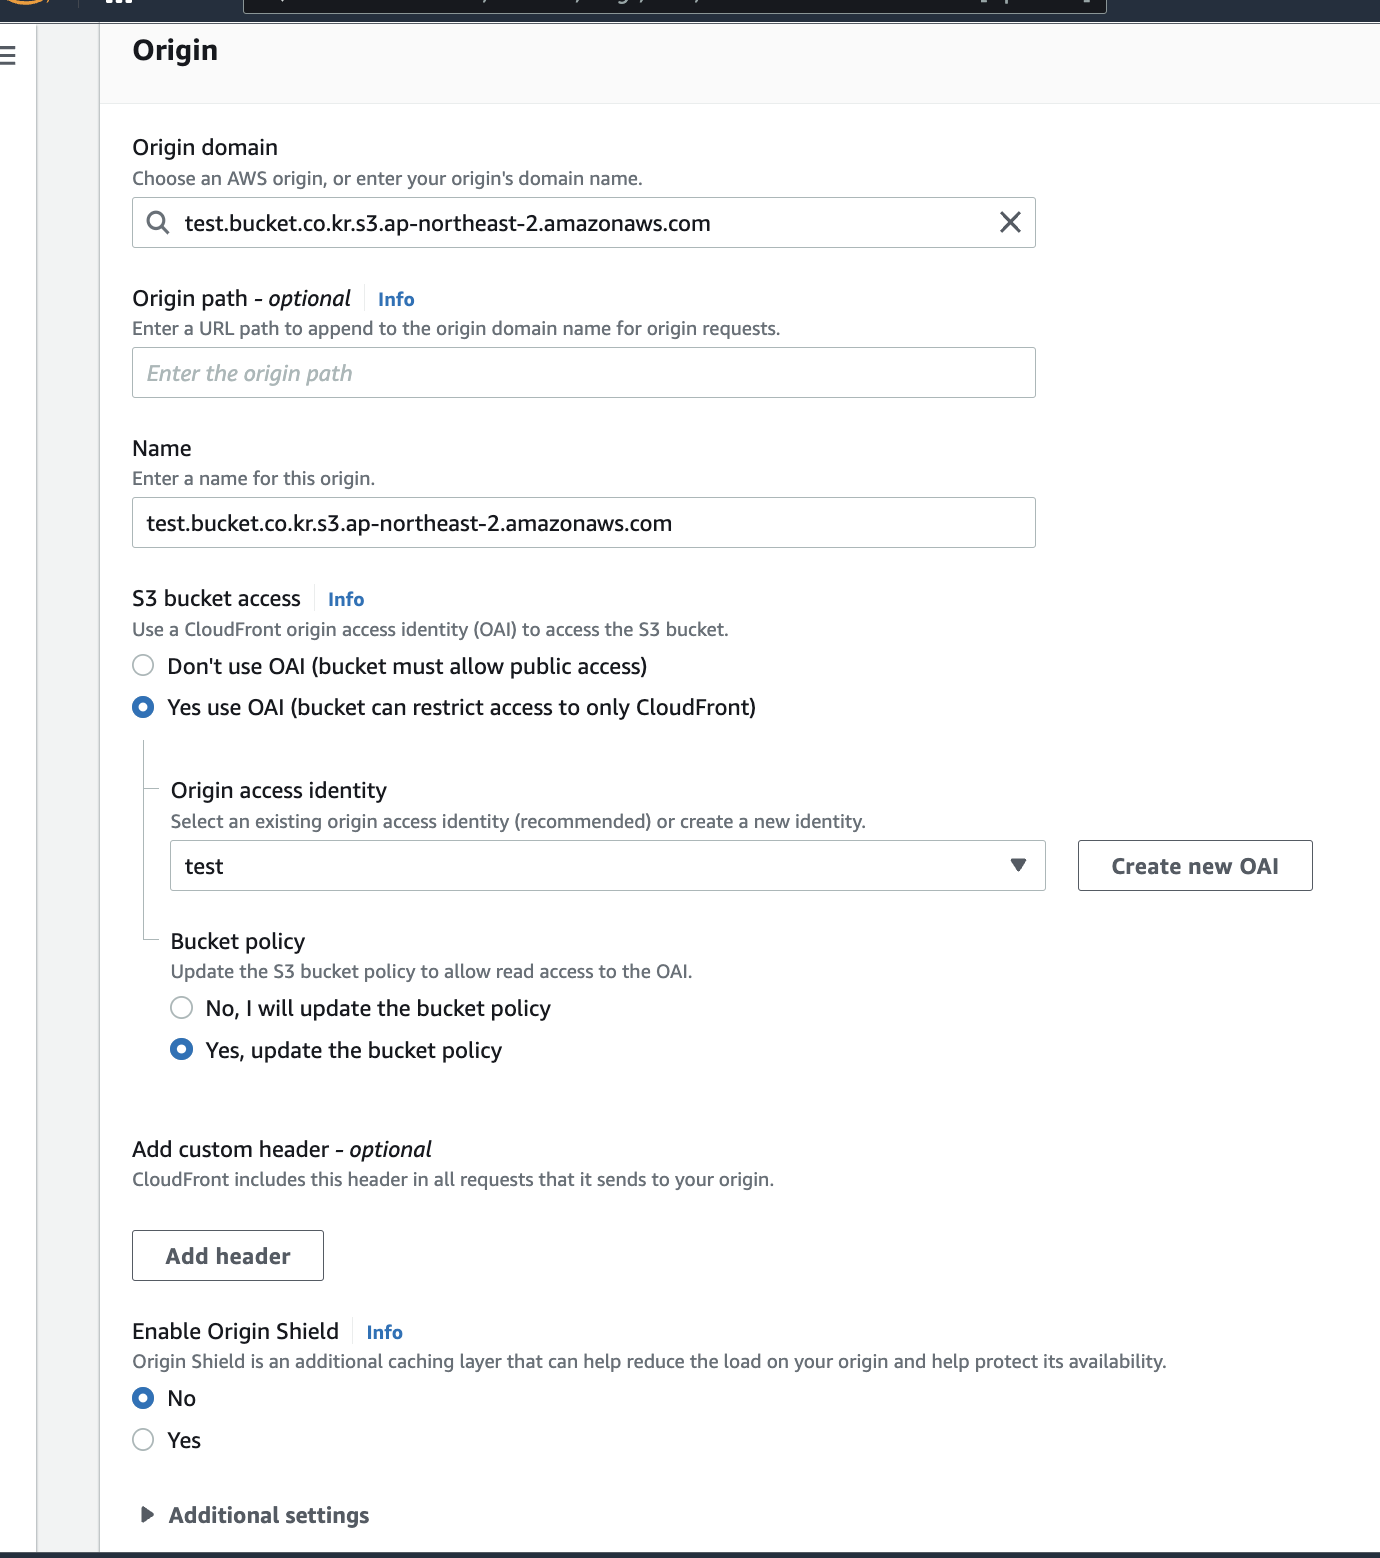 Origin
Origin domain
Choose an AWS origin, or enter your origin's domain name.
test.bucket.co.kr.s3.ap-northeast-2.amazonaws.com
Origin path - optional Info
Enter a URL path to append to the origin domain name for origin requests.
Enter the origin path
Name
Enter a name for this origin.
test.bucket.co.kr.s3.ap-northeast-2.amazonaws.com
S3 bucket access Info
Use a CloudFront origin access identity (OAI) to access the S3 bucket.
Don't use OAI (bucket must allow public access)
Yes use OAI (bucket can restrict access to only CloudFront)
Origin access identity
Select an existing origin access identity (recommended) or create a new identity.
test Create new OAI
Bucket policy
Update the S3 bucket policy to allow read access to the OAI.
No, I will update the bucket policy
Yes, update the bucket policy
Add custom header - optional
CloudFront includes this header in all requests that it sends to your origin.
Add header
Enable Origin Shield Info
Origin Shield is an additional caching layer that can help reduce the load on your origin and help protect its availability.
No
Yes
Additional settings